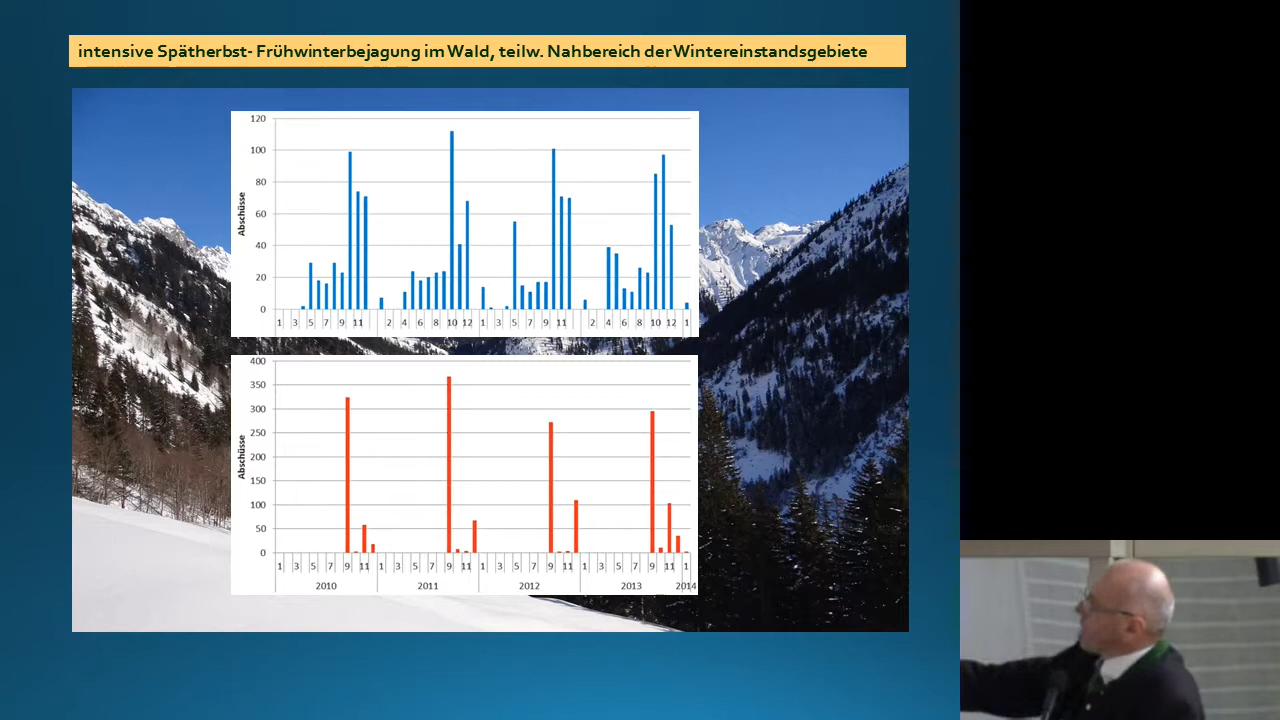 intensive Spätherbst- Frühwinterbejagung im Wald, teilw. Nahbereich der Wintereinstandsgebiete
120
100
80
60
40
20
0
Abschüsse
1 3 5 7 9 11 2 4 6 8 10 12 1 3 5 7 9 11 2 4 6 8 10 12 1
400
350
300
250
200
150
100
50
0
Abschüsse
1 3 5 7 9 11 1 3 5 7 9 11 1 3 5 7 9 11 1 3 5 7 9 11 1
2010 2011 2012 2013 2014